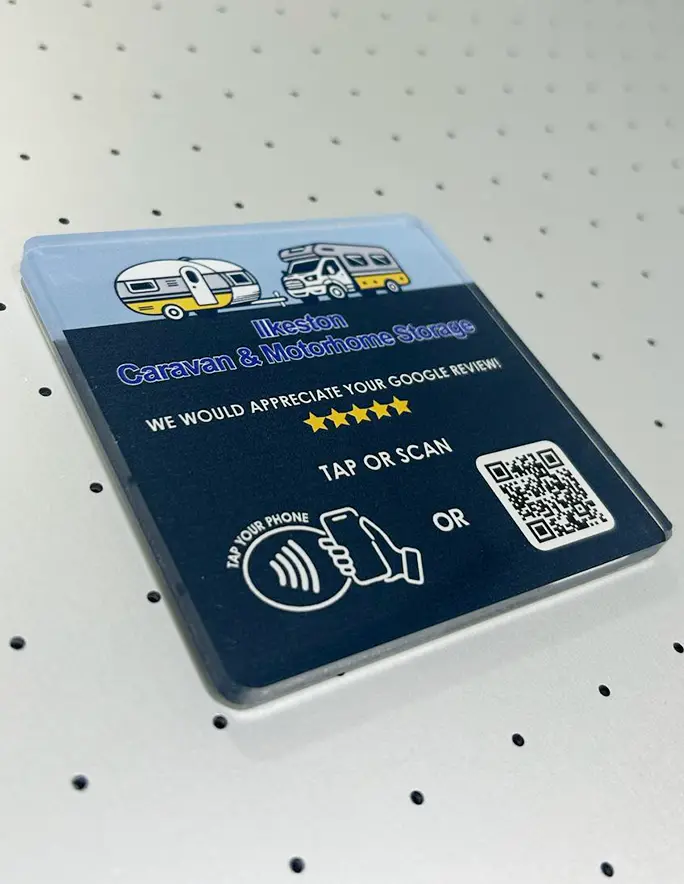 Ilkeston
Caravan & Motorhome Storage
WE WOULD APPRECIATE YOUR GOOGLE REVIEW!
TAP OR SCAN
TAP YOUR PHONE
OR